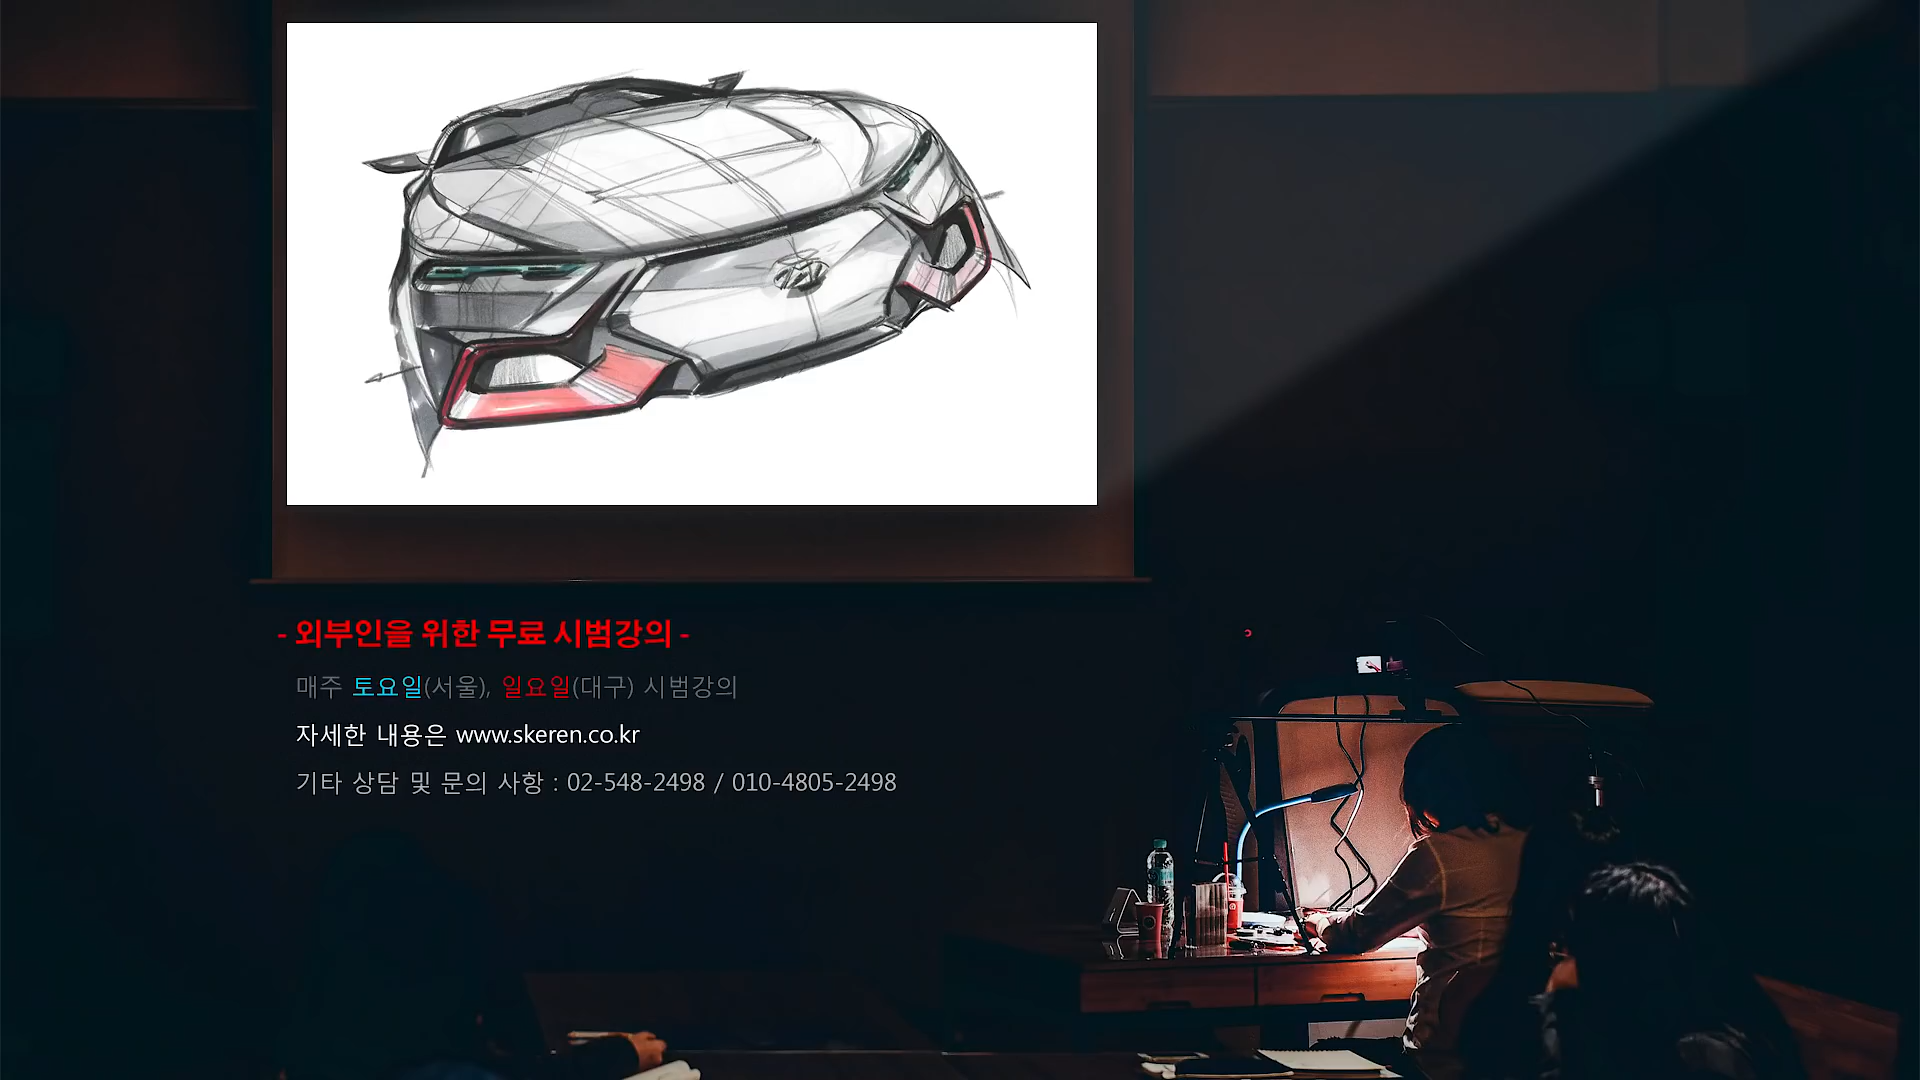 - 외부인을 위한 무료 시범강의 -
매주 토요일(서울), 일요일(대구) 시범강의
자세한 내용은 www.skeren.co.kr
기타 상담 및 문의 사항 : 02-548-2498 / 010-4805-2498